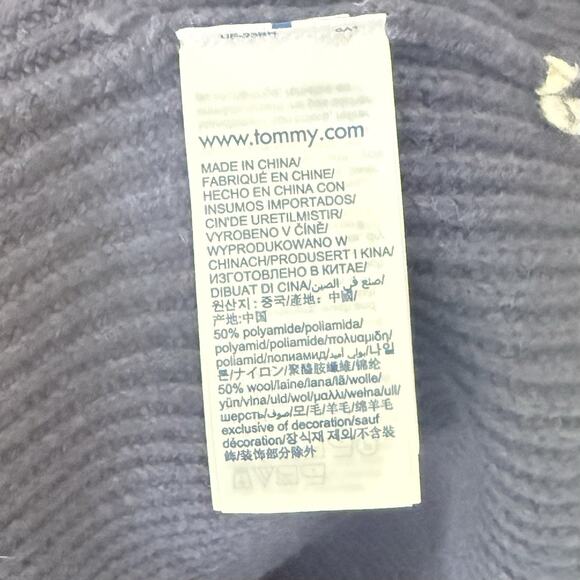 www.tommy.com
MADE IN CHINA/
FABRIQUÉ EN CHINE/
HECHO EN CHINA CON
INSUMOS IMPORTADOS/
CIN'DE URETILMISTIR/
VYROBENO V ČÍNĚ/
WYPRODUKOWANO W
CHINACH/PRODUSERT I KINA/
ИЗГОТОВЛЕНО В КИТАЕ/
DIBUAT DI CINA/صنع في الصين/
원산지 : 중국/產地: 中國/
产地:中国
50% polyamide/poliamida/
polyamid/poliamide/πολυαμίδη/
poliamid/полиамид/بولي أميد/나일
론/ナイロン/聚醯胺纖維/锦纶
50% wool/laine/lana/lã/wolle/
yün/vlna/uld/wol/μαλλι/wełna/ull/
шерсть/صوف/모/毛/羊毛/绵羊毛
exclusive of decoration/sauf
décoration/장식재 제외/不含裝
飾/装饰部分除外